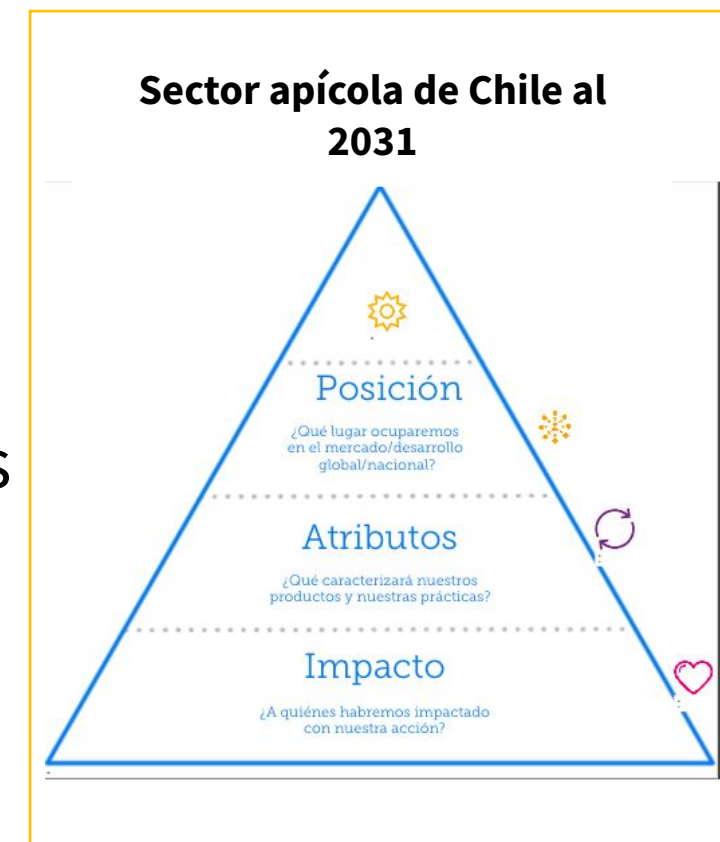 Sector apícola de Chile al
2031
Posición
¿Qué lugar ocuparemos
en el mercado/desarrollo
global/nacional?
s
Atributos
¿Qué caracterizará nuestros
productos y nuestras prácticas?
Impacto
¿A quiénes habremos impactado
con nuestra acción?